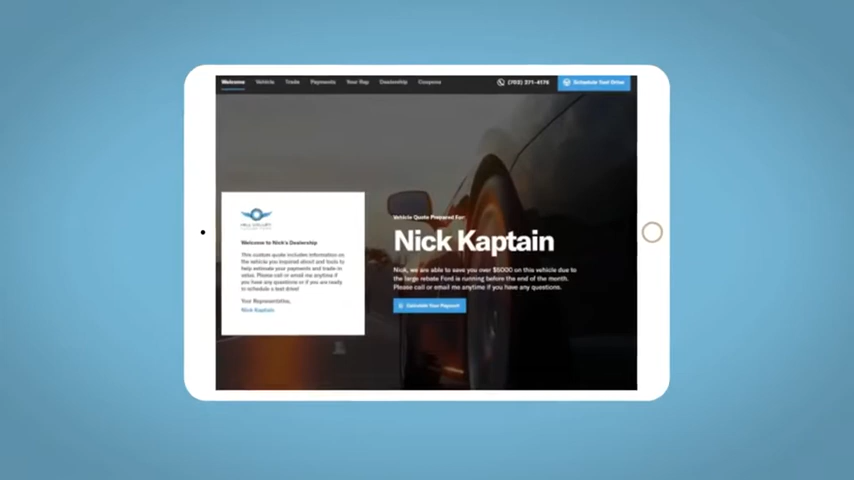 Welcome Vehicle Trade Payments Your Rep Dealership Coupons (702) 371-4174 Schedule Test Drive
Vehicle Quote Prepared For:
Nick Kaptain
Nick, we are able to save you over $6000 on this vehicle due to
the large rebate Ford is running before the end of the month.
Please call or email me anytime if you have any questions.
Calculate Your Payment
Welcome to Nick's Dealership
This custom quote includes information on
the vehicle you inquired about and tools to
help estimate your payments and trade-in
value. Please call or email me anytime if
you have any questions or if you are ready
to schedule a test drive!
Your Representative,
Nick Kaptain